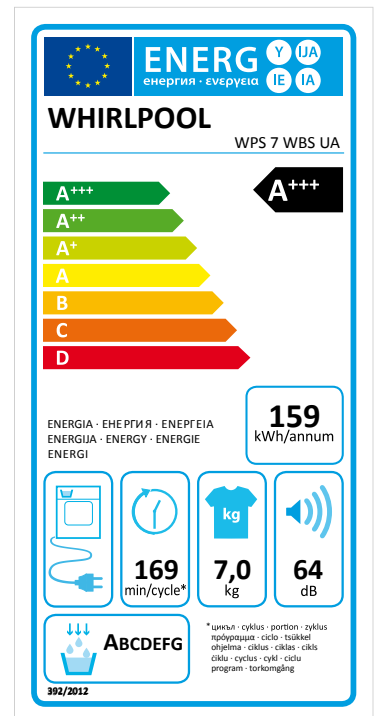 ENERG
енергия · ενεργεια
Y IJA
IE IA
WHIRLPOOL
WPS 7 WBS UA
A+++
A+++
A++
A+
A
B
C
D
159
kWh/annum
ENERGIA · ЕНЕРГИЯ · ΕΝΕΡΓΕΙΑ
ENERGIJA · ENERGY · ENERGIE
ENERGI
169
min/cycle*
kg
7,0
kg
64
dB
ABCDEFG
*цикъл · cyklus · portion · zyklus
πρόγραμμα · ciclo · tsükkel
ohjelma · ciklus · ciklas · cikls
ċiklu · cyclus · cykl · ciclu
program · torkomgång
392/2012